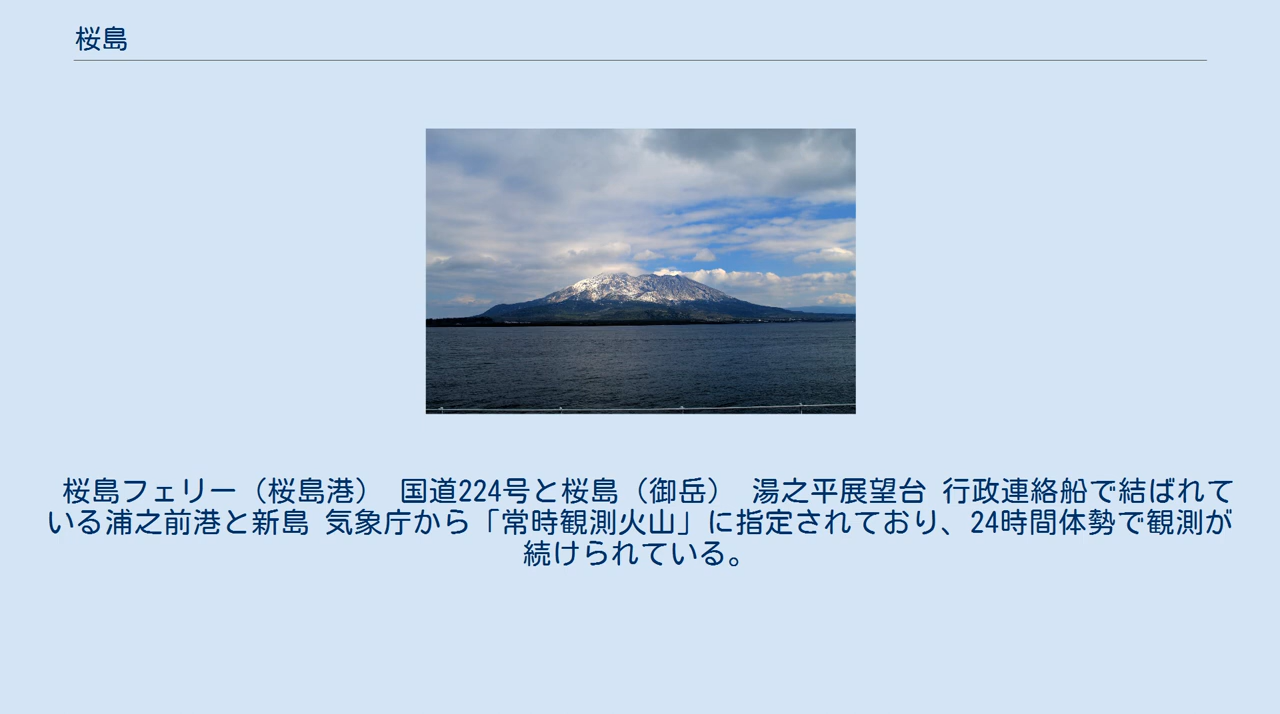 桜島
桜島フェリー（桜島港） 国道224号と桜島（御岳） 湯之平展望台 行政連絡船で結ばれて
いる浦之前港と新島 気象庁から「常時観測火山」に指定されており、24時間体勢で観測が
続けられている。